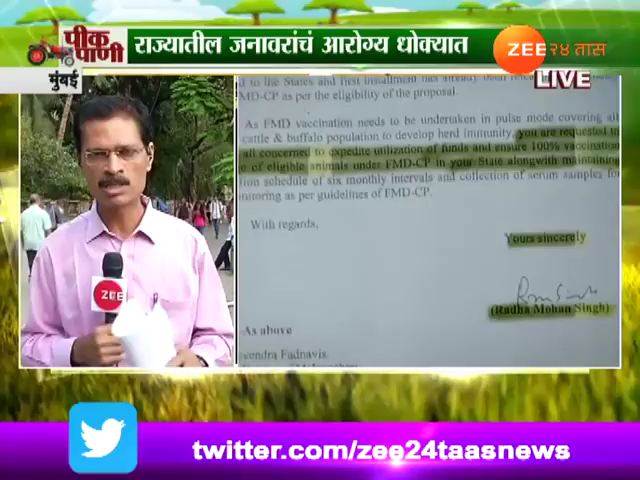 पीक
पाणी
राज्यातील जनावरांचं आरोग्य धोक्यात
ZEE २४ तास
मुंबई
LIVE
ed to the States and first installment has already been
FMD-CP as per the eligibility of the proposal.
As FMD vaccination needs to be undertaken in pulse mode covering all
cattle & buffalo population to develop herd immunity, you are requested to
all concerned to expedite utilization of funds and ensure 100% vaccination
of eligible animals under FMD-CP in your State alongwith maintaining
ion schedule of six monthly intervals and collection of serum samples for
nitoring as per guidelines of FMD-CP.
With regards,
Yours sincerely
(Radha Mohan Singh)
As above
vendra Fadnavis
ZEE
twitter.com/zee24taasnews